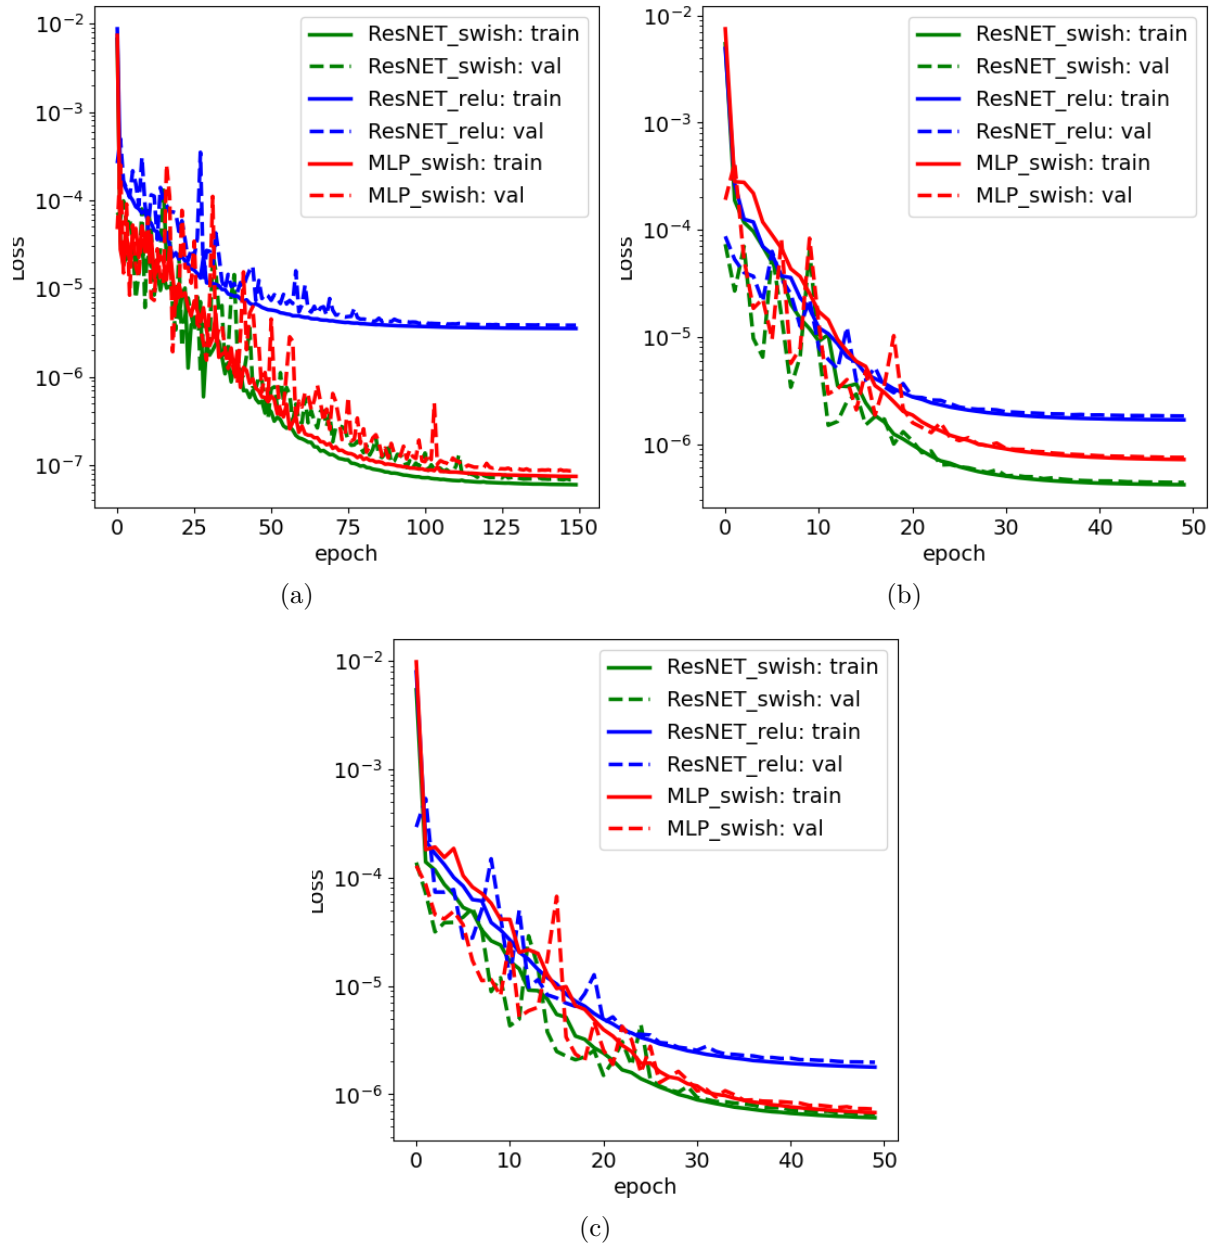 10⁻²
10⁻³
10⁻⁴
10⁻⁵
10⁻⁶
10⁻⁷
Loss
ResNET_swish: train
ResNET_swish: val
ResNET_relu: train
ResNET_relu: val
MLP_swish: train
MLP_swish: val
0 25 50 75 100 125 150
epoch
(a)
10⁻²
10⁻³
10⁻⁴
10⁻⁵
10⁻⁶
Loss
ResNET_swish: train
ResNET_swish: val
ResNET_relu: train
ResNET_relu: val
MLP_swish: train
MLP_swish: val
0 10 20 30 40 50
epoch
(b)
10⁻²
10⁻³
10⁻⁴
10⁻�5
10⁻⁶
Loss
ResNET_swish: train
ResNET_swish: val
ResNET_relu: train
ResNET_relu: val
MLP_swish: train
MLP_swish: val
0 10 20 30 40 50
epoch
(c)